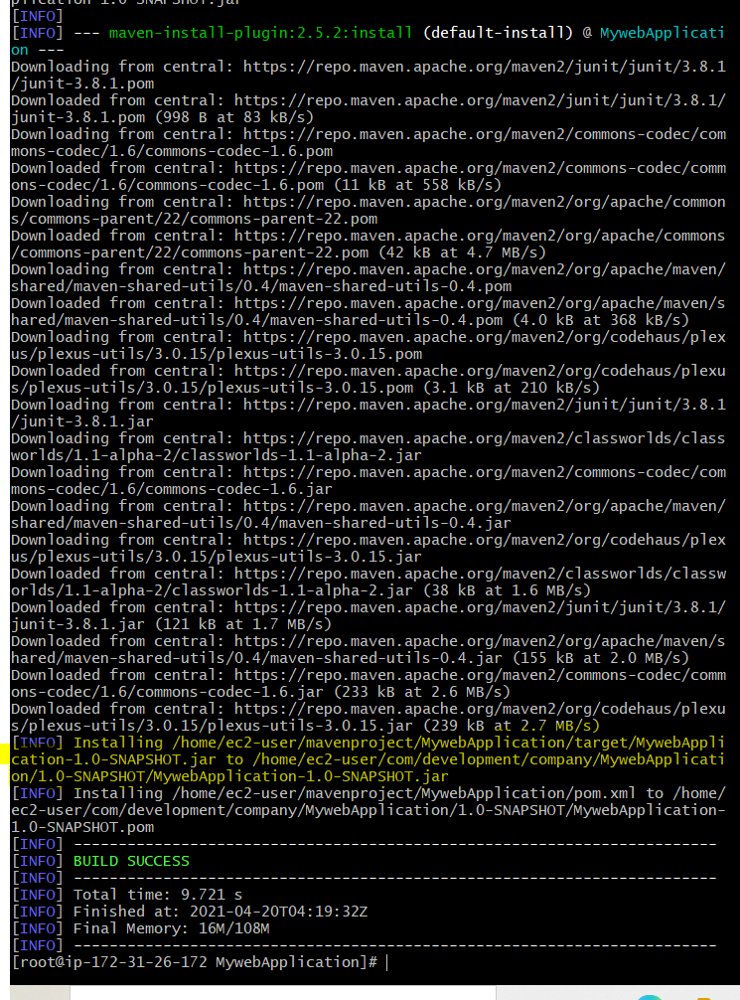 plication-1.0-SNAPSHOT.jar
[INFO]
[INFO] --- maven-install-plugin:2.5.2:install (default-install) @ MywebApplicati
on ---
Downloading from central: https://repo.maven.apache.org/maven2/junit/junit/3.8.1
/junit-3.8.1.pom
Downloaded from central: https://repo.maven.apache.org/maven2/junit/junit/3.8.1/
junit-3.8.1.pom (998 B at 83 kB/s)
Downloading from central: https://repo.maven.apache.org/maven2/commons-codec/com
mons-codec/1.6/commons-codec-1.6.pom
Downloaded from central: https://repo.maven.apache.org/maven2/commons-codec/comm
ons-codec/1.6/commons-codec-1.6.pom (11 kB at 558 kB/s)
Downloading from central: https://repo.maven.apache.org/maven2/org/apache/common
s/commons-parent/22/commons-parent-22.pom
Downloaded from central: https://repo.maven.apache.org/maven2/org/apache/commons
/commons-parent/22/commons-parent-22.pom (42 kB at 4.7 MB/s)
Downloading from central: https://repo.maven.apache.org/maven2/org/apache/maven/
shared/maven-shared-utils/0.4/maven-shared-utils-0.4.pom
Downloaded from central: https://repo.maven.apache.org/maven2/org/apache/maven/s
hared/maven-shared-utils/0.4/maven-shared-utils-0.4.pom (4.0 kB at 368 kB/s)
Downloading from central: https://repo.maven.apache.org/maven2/org/codehaus/plex
us/plexus-utils/3.0.15/plexus-utils-3.0.15.pom
Downloaded from central: https://repo.maven.apache.org/maven2/org/codehaus/plexu
s/plexus-utils/3.0.15/plexus-utils-3.0.15.pom (3.1 kB at 210 kB/s)
Downloading from central: https://repo.maven.apache.org/maven2/junit/junit/3.8.1
/junit-3.8.1.jar
Downloading from central: https://repo.maven.apache.org/maven2/classworlds/class
worlds/1.1-alpha-2/classworlds-1.1-alpha-2.jar
Downloading from central: https://repo.maven.apache.org/maven2/commons-codec/com
mons-codec/1.6/commons-codec-1.6.jar
Downloading from central: https://repo.maven.apache.org/maven2/org/apache/maven/
shared/maven-shared-utils/0.4/maven-shared-utils-0.4.jar
Downloading from central: https://repo.maven.apache.org/maven2/org/codehaus/plex
us/plexus-utils/3.0.15/plexus-utils-3.0.15.jar
Downloaded from central: https://repo.maven.apache.org/maven2/classworlds/classw
orlds/1.1-alpha-2/classworlds-1.1-alpha-2.jar (38 kB at 1.6 MB/s)
Downloaded from central: https://repo.maven.apache.org/maven2/junit/junit/3.8.1/
junit-3.8.1.jar (121 kB at 1.7 MB/s)
Downloaded from central: https://repo.maven.apache.org/maven2/org/apache/maven/s
hared/maven-shared-utils/0.4/maven-shared-utils-0.4.jar (155 kB at 2.0 MB/s)
Downloaded from central: https://repo.maven.apache.org/maven2/commons-codec/comm
ons-codec/1.6/commons-codec-1.6.jar (233 kB at 2.6 MB/s)
Downloaded from central: https://repo.maven.apache.org/maven2/org/codehaus/plexu
s/plexus-utils/3.0.15/plexus-utils-3.0.15.jar (239 kB at 2.7 MB/s)
[INFO] Installing /home/ec2-user/mavenproject/MywebApplication/target/MywebAppli
cation-1.0-SNAPSHOT.jar to /home/ec2-user/com/development/company/MywebApplicati
on/1.0-SNAPSHOT/MywebApplication-1.0-SNAPSHOT.jar
[INFO] Installing /home/ec2-user/mavenproject/MywebApplication/pom.xml to /home/
ec2-user/com/development/company/MywebApplication/1.0-SNAPSHOT/MywebApplication-
1.0-SNAPSHOT.pom
[INFO] ------------------------------------------------------------------------
[INFO] BUILD SUCCESS
[INFO] ------------------------------------------------------------------------
[INFO] Total time: 9.721 s
[INFO] Finished at: 2021-04-20T04:19:32Z
[INFO] Final Memory: 16M/108M
[INFO] ------------------------------------------------------------------------
[root@ip-172-31-26-172 MywebApplication]#